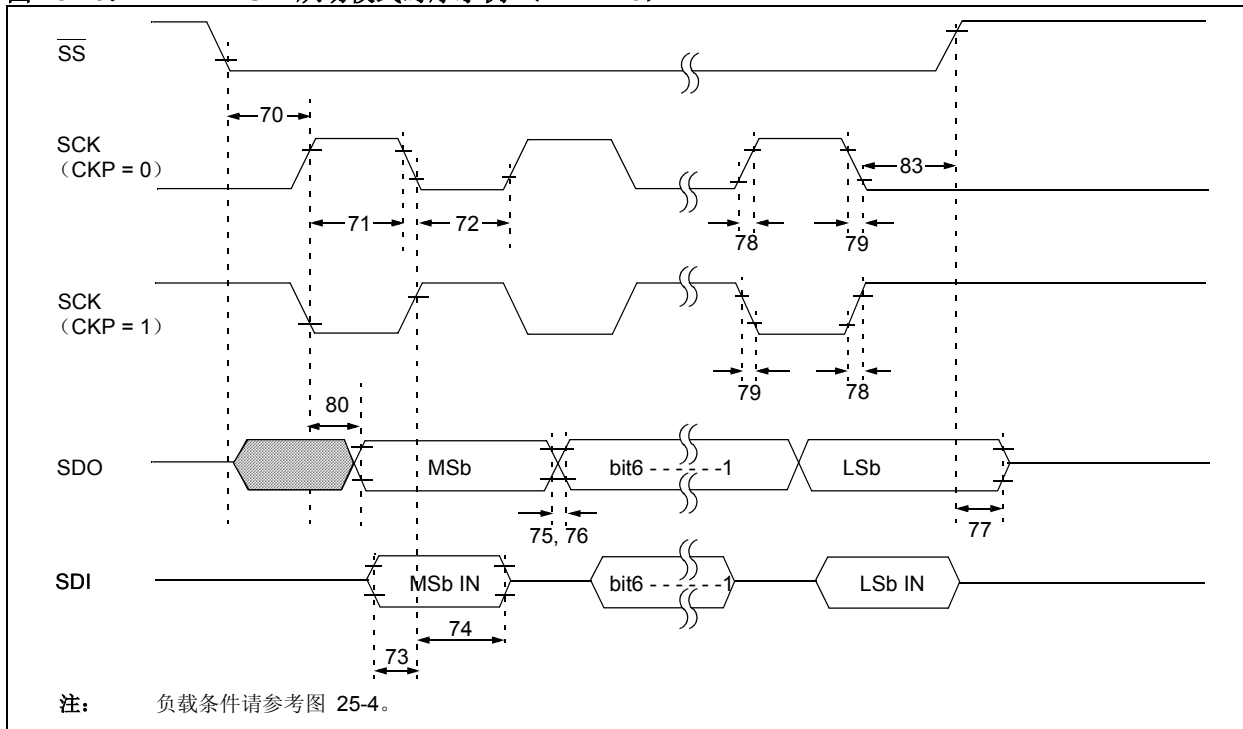 SS
70
SCK
（CKP = 0）
83
71
72
78
79
SCK
（CKP = 1）
79
78
80
SDO
MSb
bit6 - - - - - -1
LSb
75, 76
77
SDI
MSb IN
bit6 - - - - - -1
LSb IN
74
73
注： 负载条件请参考图 25-4。